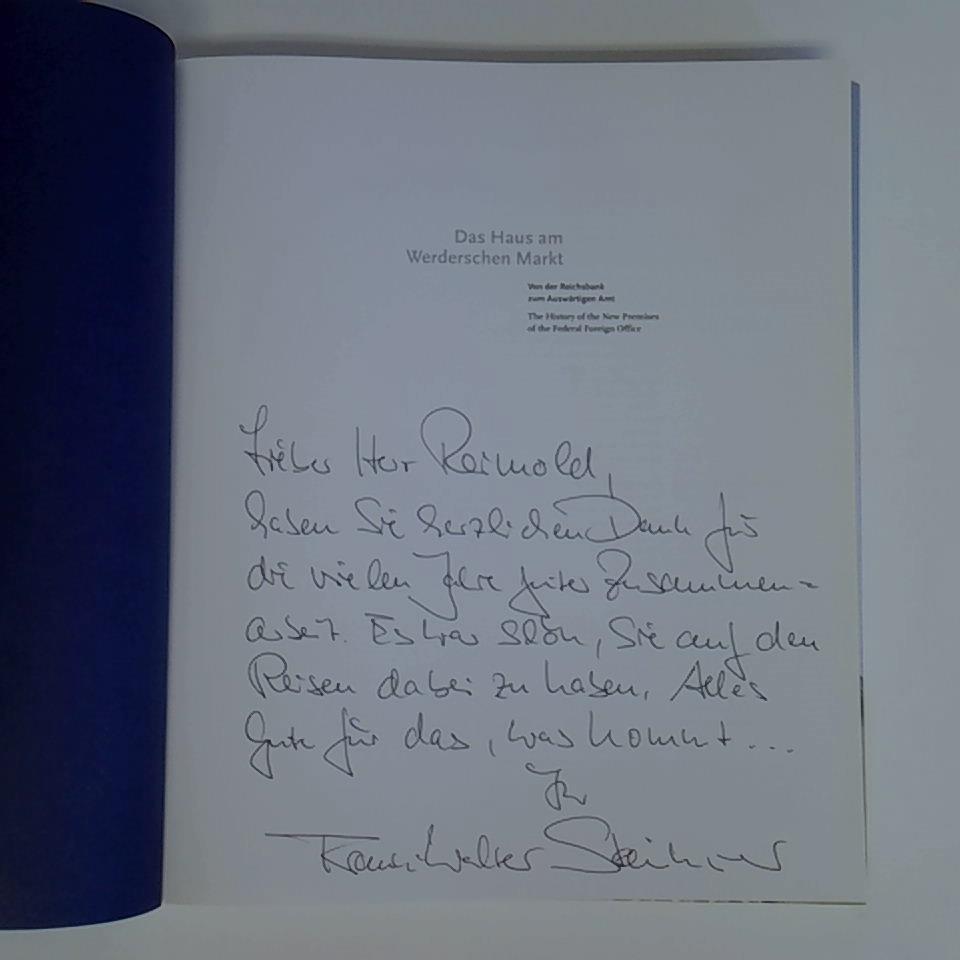 Das Haus am
Werderschen Markt
Von der Reichsbank
zum Auswärtigen Amt
The History of the New Premises
of the Federal Foreign Office
Lieber Herr Reimold,
haben Sie herzlichen Dank für
die vielen Jahre guter Zusammen=
arbeit. Es war schön, Sie auf den
Reisen dabei zu haben. Alles
Gute für das, was kommt...
Ihr
Frank-Walter Steinmeier